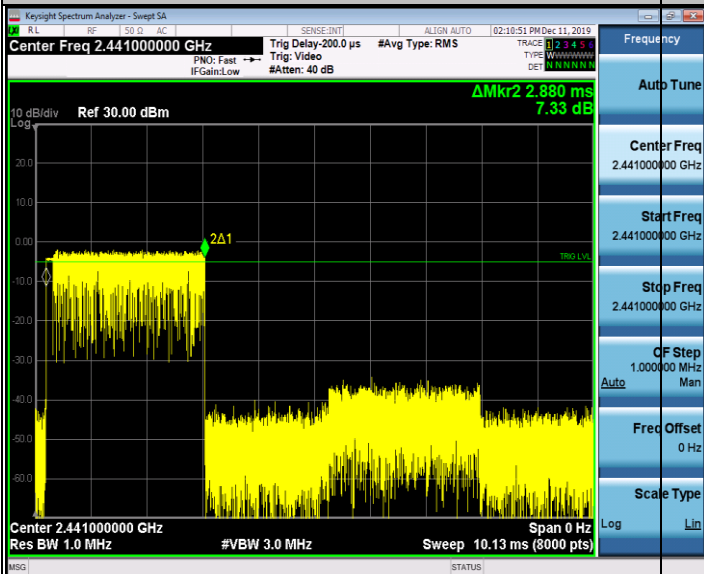 Keysight Spectrum Analyzer - Swept SA
RL RF 50 Ω AC SENSE:INT ALIGN AUTO 02:10:51 PM Dec 11, 2019
Center Freq 2.441000000 GHz
PNO: Fast
IFGain:Low
Trig Delay-200.0 µs
Trig: Video
#Atten: 40 dB
#Avg Type: RMS
TRACE 1 2 3 4 5 6
TYPE WWWWWW
DET N N N N N N
ΔMkr2 2.880 ms
7.33 dB
10 dB/div Ref 30.00 dBm
Log
20.0
10.0
0.00
-10.0
-20.0
-30.0
-40.0
-50.0
-60.0
2Δ1
TRIG LVL
Center 2.441000000 GHz Span 0 Hz
Res BW 1.0 MHz #VBW 3.0 MHz Sweep 10.13 ms (8000 pts)
MSG STATUS
Frequency
Auto Tune
Center Freq
2.441000000 GHz
Start Freq
2.441000000 GHz
Stop Freq
2.441000000 GHz
CF Step
1.000000 MHz
Auto Man
Freq Offset
0 Hz
Scale Type
Log Lin